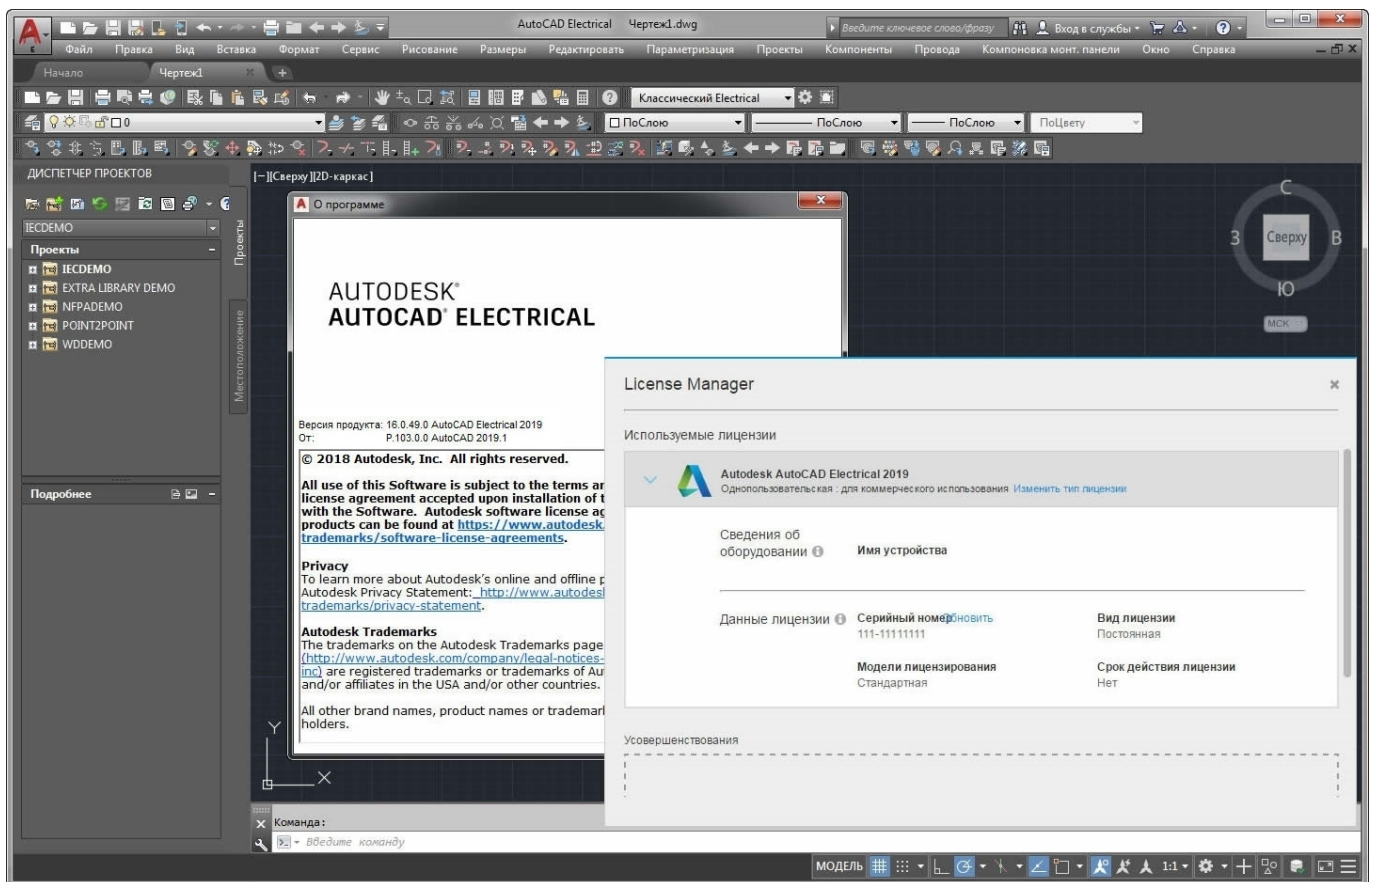 AutoCAD Electrical Чертеж1.dwg
Введите ключевое слово/фразу
Вход в службы
Файл Правка Вид Вставка Формат Сервис Рисование Размеры Редактировать Параметризация Проекты Компоненты Провода Компоновка монт. панели Окно Справка
Начало Чертеж1
Классический Electrical
0 ПоСлою ПоСлою ПоСлою ПоЦвету
ДИСПЕТЧЕР ПРОЕКТОВ
IECDEMO
Проекты
IECDEMO
EXTRA LIBRARY DEMO
NFPADEMO
POINT2POINT
WDDEMO
Проекты
Местоположение
Подробнее
[−][Сверху][2D-каркас]
С
З Сверху В
Ю
МСК
О программе
AUTODESK®
AUTOCAD® ELECTRICAL
Версия продукта: 16.0.49.0 AutoCAD Electrical 2019
От: P.103.0.0 AutoCAD 2019.1
© 2018 Autodesk, Inc. All rights reserved.
All use of this Software is subject to the terms an
license agreement accepted upon installation of t
with the Software. Autodesk software license ag
products can be found at https://www.autodesk.
trademarks/software-license-agreements.
Privacy
To learn more about Autodesk's online and offline p
Autodesk Privacy Statement: http://www.autodesk
trademarks/privacy-statement.
Autodesk Trademarks
The trademarks on the Autodesk Trademarks page
(http://www.autodesk.com/company/legal-notices-
inc) are registered trademarks or trademarks of Au
and/or affiliates in the USA and/or other countries.
All other brand names, product names or trademarl
holders.
License Manager
Используемые лицензии
Autodesk AutoCAD Electrical 2019
Однопользовательская : для коммерческого использования Изменить тип лицензии
Сведения об
оборудовании Имя устройства
Данные лицензии Серийный номер Обновить Вид лицензии
111-11111111 Постоянная
Модели лицензирования Срок действия лицензии
Стандартная Нет
Усовершенствования
Y
X
Команда:
Введите команду
МОДЕЛЬ 1:1